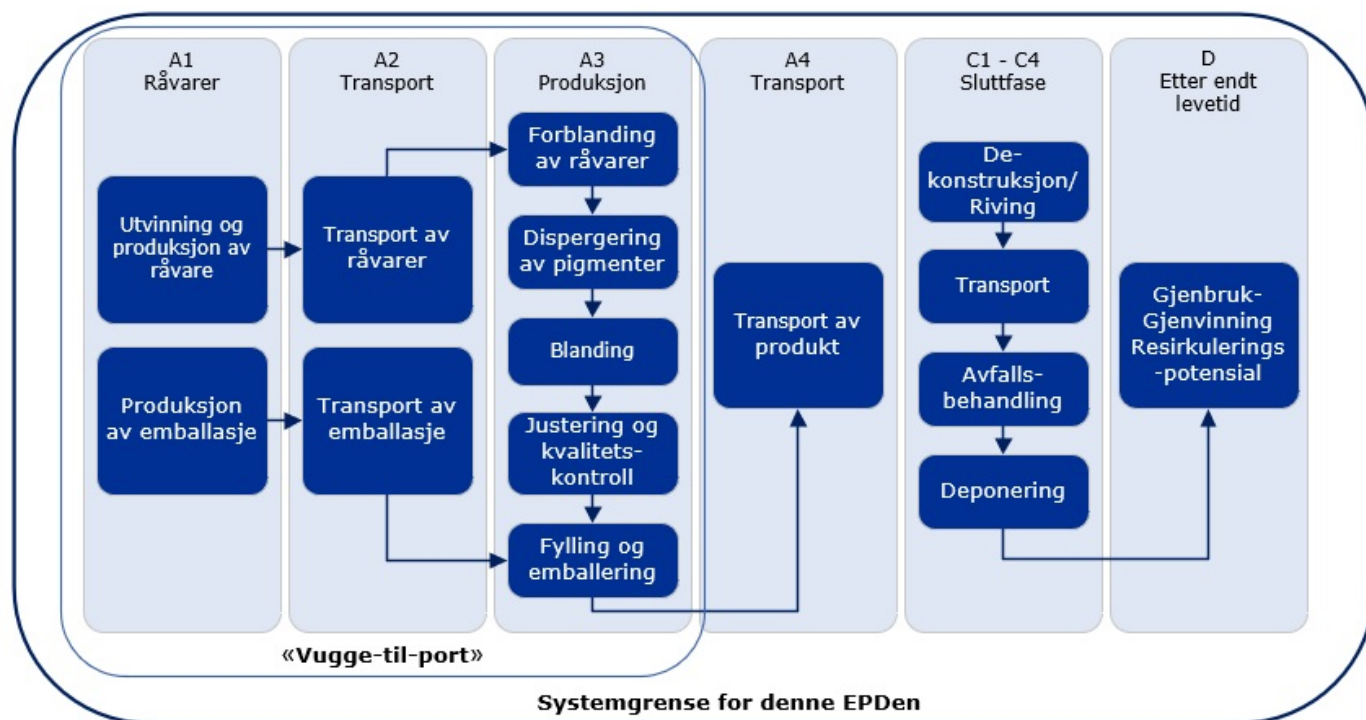 A1
Råvarer
A2
Transport
A3
Produksjon
A4
Transport
C1 - C4
Sluttfase
D
Etter endt
levetid
Utvinning og
produksjon av
råvare
Produksjon
av emballasje
Transport av
råvarer
Transport av
emballasje
Forblanding
av råvarer
Dispergering
av pigmenter
Blanding
Justering og
kvalitets-
kontroll
Fylling og
emballering
Transport av
produkt
De-
konstruksjon/
Riving
Transport
Avfalls-
behandling
Deponering
Gjenbruk-
Gjenvinning
Resirkulerings
-potensial
«Vugge-til-port»
Systemgrense for denne EPDen